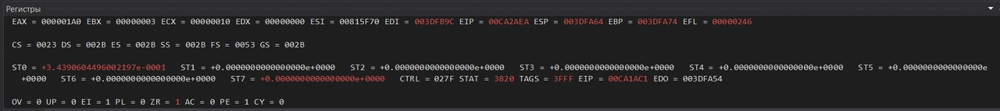 Регистры
EAX = 000001A0 EBX = 00000003 ECX = 00000010 EDX = 00000000 ESI = 00815F70 EDI = 003DFB9C EIP = 00CA2AEA ESP = 003DFA64 EBP = 003DFA74 EFL = 00000246
CS = 0023 DS = 002B ES = 002B SS = 002B FS = 0053 GS = 002B
ST0 = +3.4390604496002197e-0001 ST1 = +0.0000000000000000e+0000 ST2 = +0.0000000000000000e+0000 ST3 = +0.0000000000000000e+0000 ST4 = +0.0000000000000000e+0000 ST5 = +0.0000000000000000e
+0000 ST6 = +0.0000000000000000e+0000 ST7 = +0.0000000000000000e+0000 CTRL = 027F STAT = 3820 TAGS = 3FFF EIP = 00CA1AC1 EDO = 003DFA54
OV = 0 UP = 0 EI = 1 PL = 0 ZR = 1 AC = 0 PE = 1 CY = 0